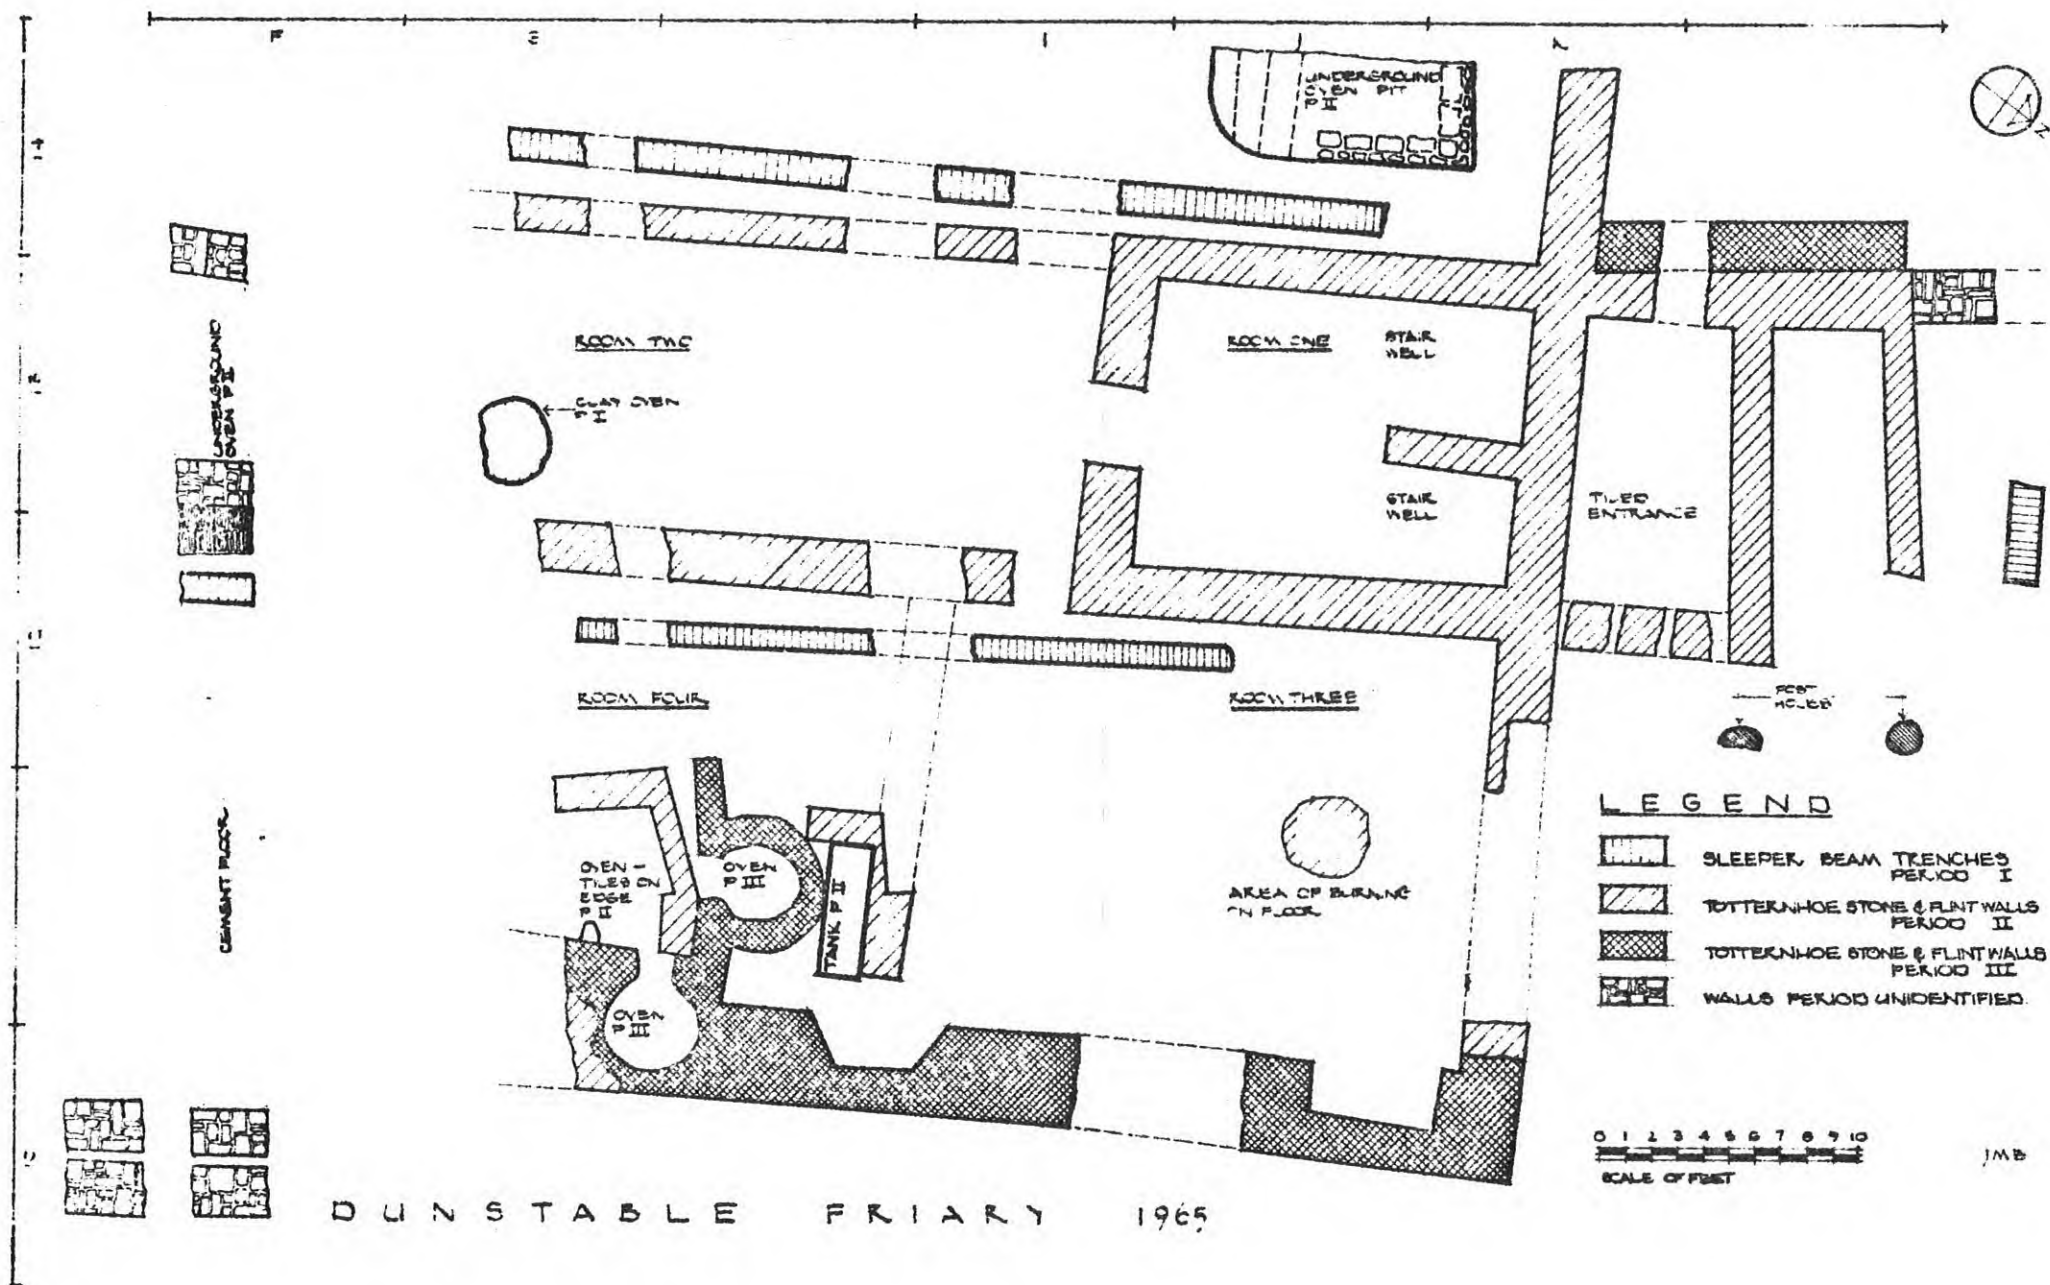 F
I
J
UNDERGROUND
OVEN PIT
P II
N
14
ROOM TWO
ROOM ONE
STAIR
WELL
UNDERGROUND
OVEN P II
CLAY OVEN
P I
STAIR
WELL
TILED
ENTRANCE
ROOM FOUR
ROOM THREE
POST
HOLES
CEMENT FLOOR
OVEN –
TILES ON
EDGE
P II
OVEN
P III
TANK P II
AREA OF BURNING
ON FLOOR
OVEN
P III
LEGEND
SLEEPER BEAM TRENCHES
PERIOD I
TOTTERNHOE STONE & FLINT WALLS
PERIOD II
TOTTERNHOE STONE & FLINT WALLS
PERIOD III
WALLS PERIOD UNIDENTIFIED.
0 1 2 3 4 5 6 7 8 9 10
SCALE OF FEET
JMB
DUNSTABLE FRIARY 1965